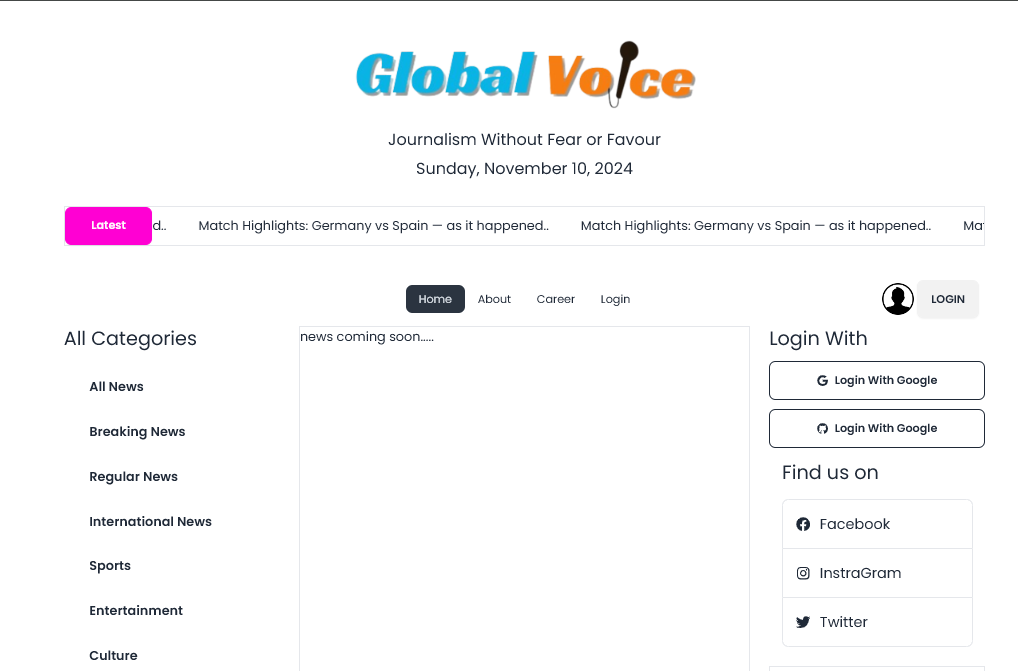 Global Voice
Journalism Without Fear or Favour
Sunday, November 10, 2024
Latest d.. Match Highlights: Germany vs Spain — as it happened.. Match Highlights: Germany vs Spain — as it happened.. Mat
Home About Career Login LOGIN
All Categories
All News
Breaking News
Regular News
International News
Sports
Entertainment
Culture
news coming soon.....
Login With
Login With Google
Login With Google
Find us on
Facebook
InstraGram
Twitter